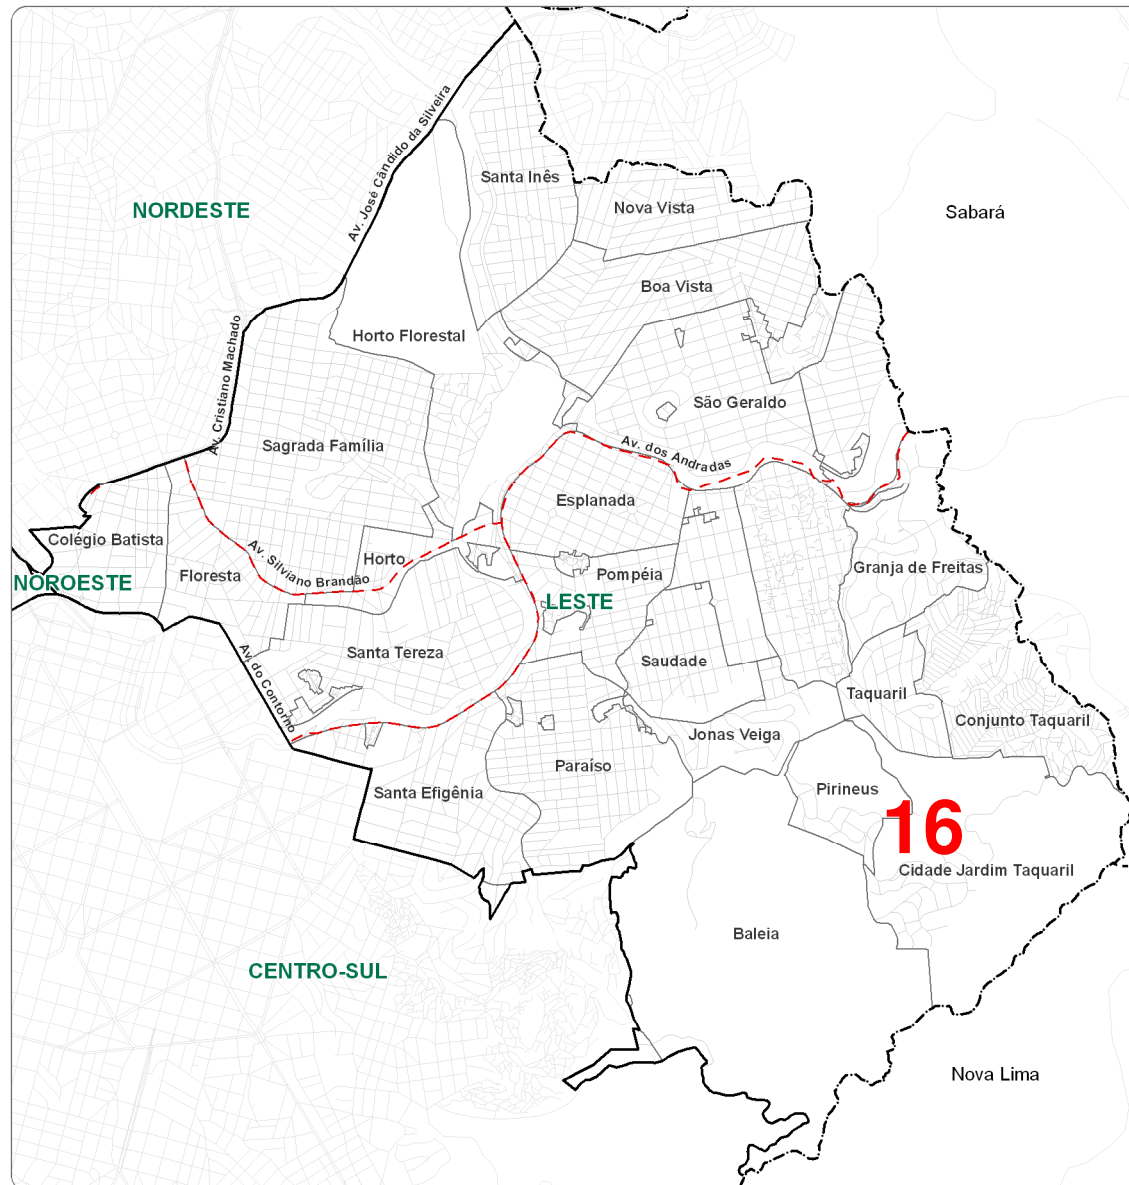 Av. José Cândido da Silveira
Santa Inês
NORDESTE
Nova Vista
Sabará
Boa Vista
Horto Florestal
Av. Cristiano Machado
São Geraldo
Sagrada Família
Av. dos Andradas
Esplanada
Colégio Batista
Horto
Av. Silviano Brandão
Floresta
Pompéia
Granja de Freitas
NOROESTE
LESTE
Santa Tereza
Saudade
Av. do Contorno
Taquaril
Conjunto Taquaril
Jonas Veiga
Paraíso
Santa Efigênia
Pirineus
16
Cidade Jardim Taquaril
Baleia
CENTRO-SUL
Nova Lima